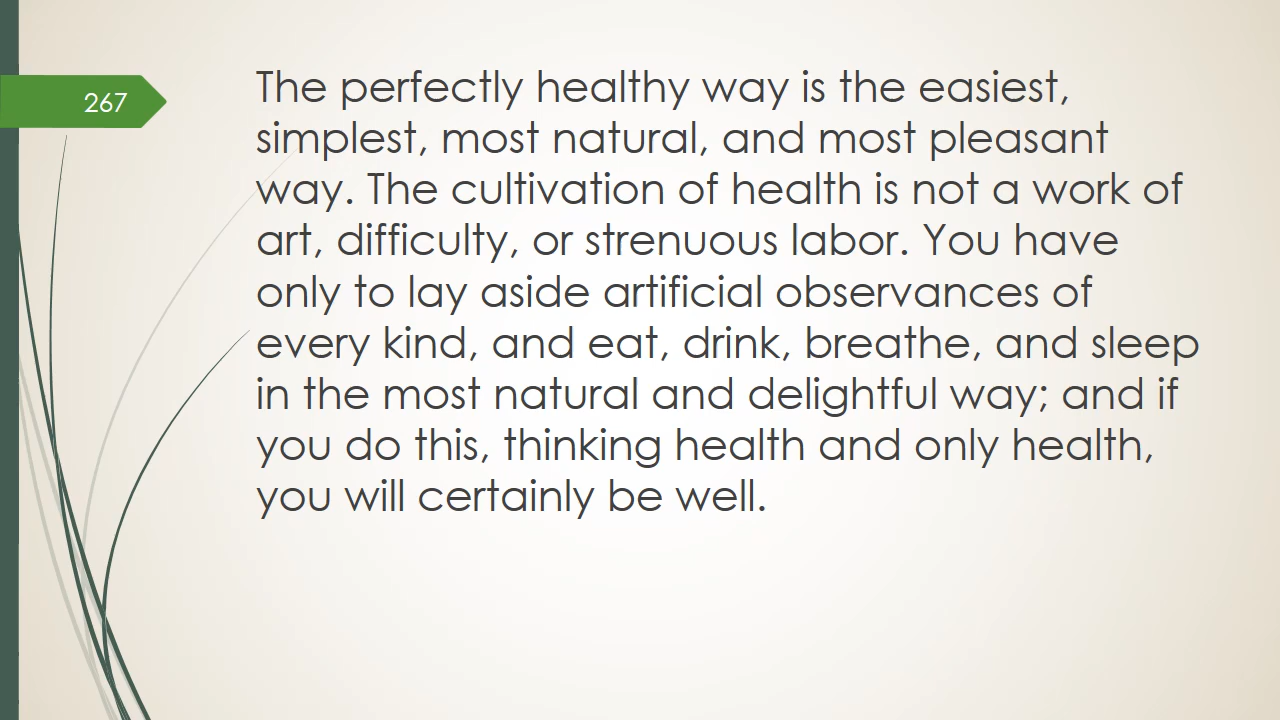 267
The perfectly healthy way is the easiest,
simplest, most natural, and most pleasant
way. The cultivation of health is not a work of
art, difficulty, or strenuous labor. You have
only to lay aside artificial observances of
every kind, and eat, drink, breathe, and sleep
in the most natural and delightful way; and if
you do this, thinking health and only health,
you will certainly be well.